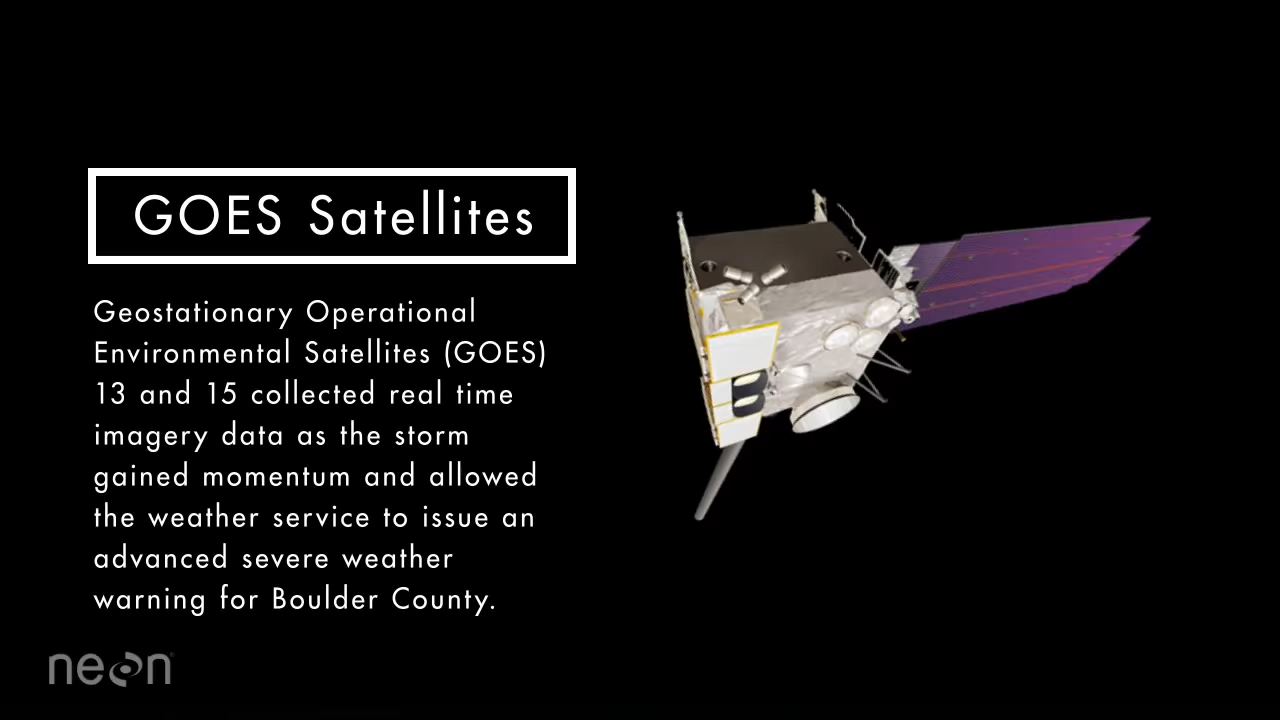 GOES Satellites
Geostationary Operational
Environmental Satellites (GOES)
13 and 15 collected real time
imagery data as the storm
gained momentum and allowed
the weather service to issue an
advanced severe weather
warning for Boulder County.
neon